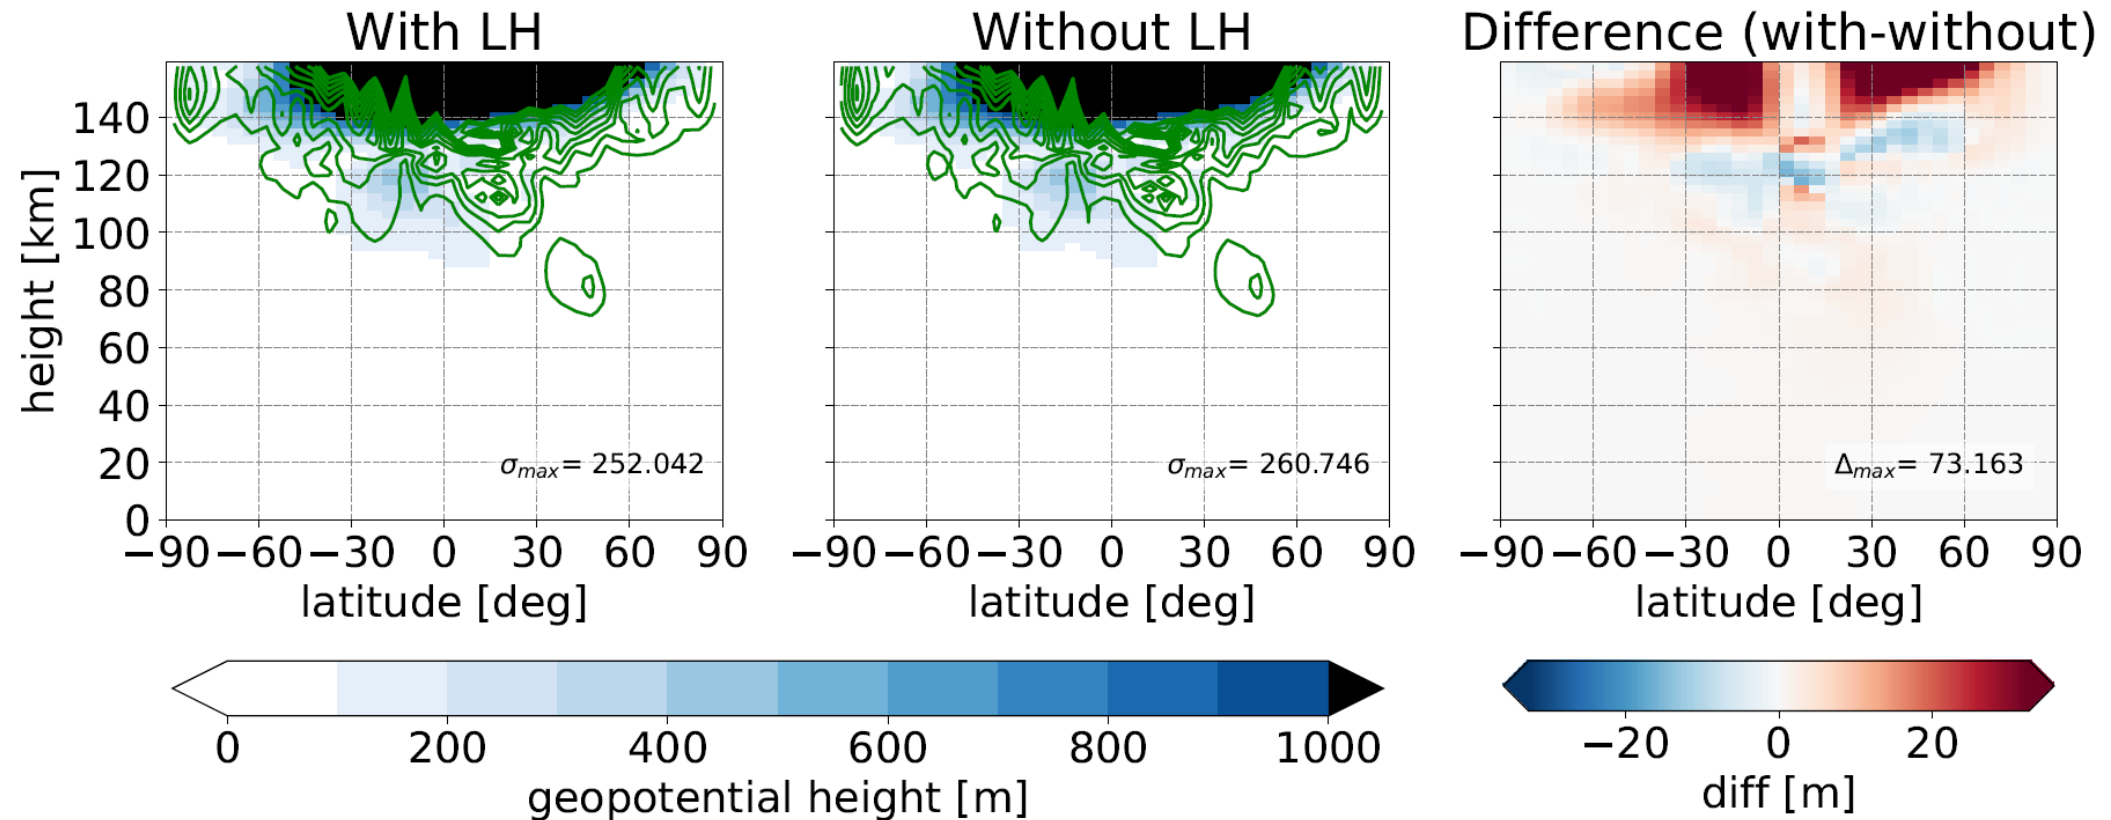 With LH
Without LH
Difference (with-without)
height [km]
140
120
100
80
60
40
20
0
σmax= 252.042
σmax= 260.746
Δmax= 73.163
−90 −60 −30 0 30 60 90
−90 −60 −30 0 30 60 90
−90 −60 −30 0 30 60 90
latitude [deg]
latitude [deg]
latitude [deg]
0 200 400 600 800 1000
−20 0 20
geopotential height [m]
diff [m]